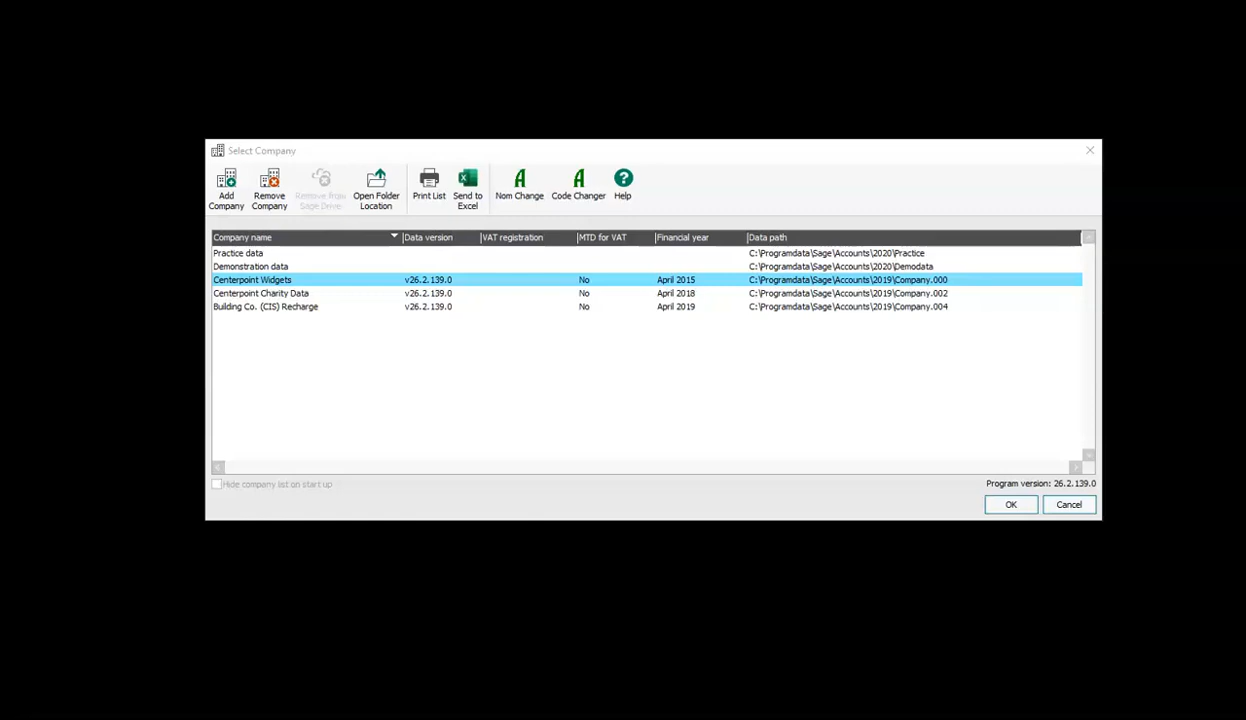 Select Company
Add Company
Remove Company
Remove from Sage Drive
Open Folder Location
Print List
Send to Excel
Nom Change
Code Changer
Help
Company name Data version VAT registration MTD for VAT Financial year Data path
Practice data C:\Programdata\Sage\Accounts\2020\Practice
Demonstration data C:\Programdata\Sage\Accounts\2020\Demodata
Centerpoint Widgets v26.2.139.0 No April 2015 C:\Programdata\Sage\Accounts\2019\Company.000
Centerpoint Charity Data v26.2.139.0 No April 2018 C:\Programdata\Sage\Accounts\2019\Company.002
Building Co. (CIS) Recharge v26.2.139.0 No April 2019 C:\Programdata\Sage\Accounts\2019\Company.004
Hide company list on start up
Program version: 26.2.139.0
OK Cancel